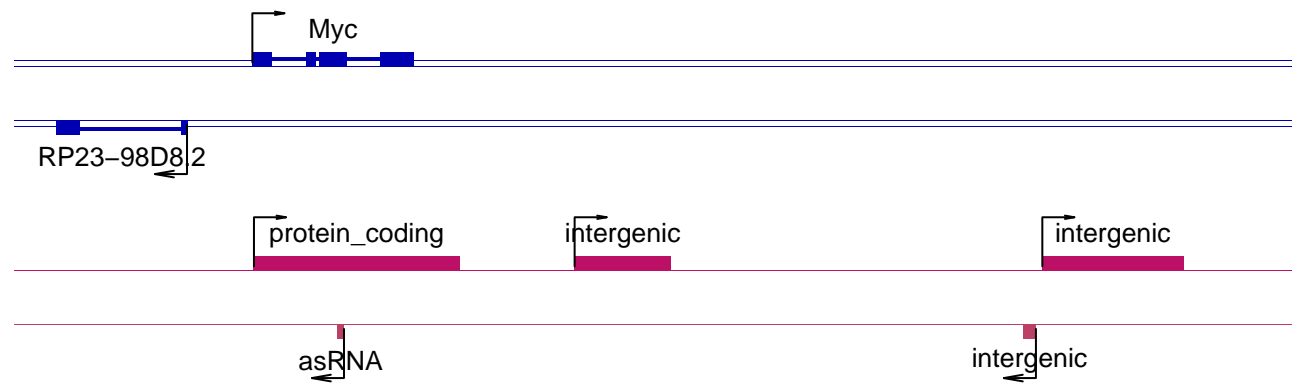 Myc
RP23−98D8.2
protein_coding
intergenic
intergenic
asRNA
intergenic